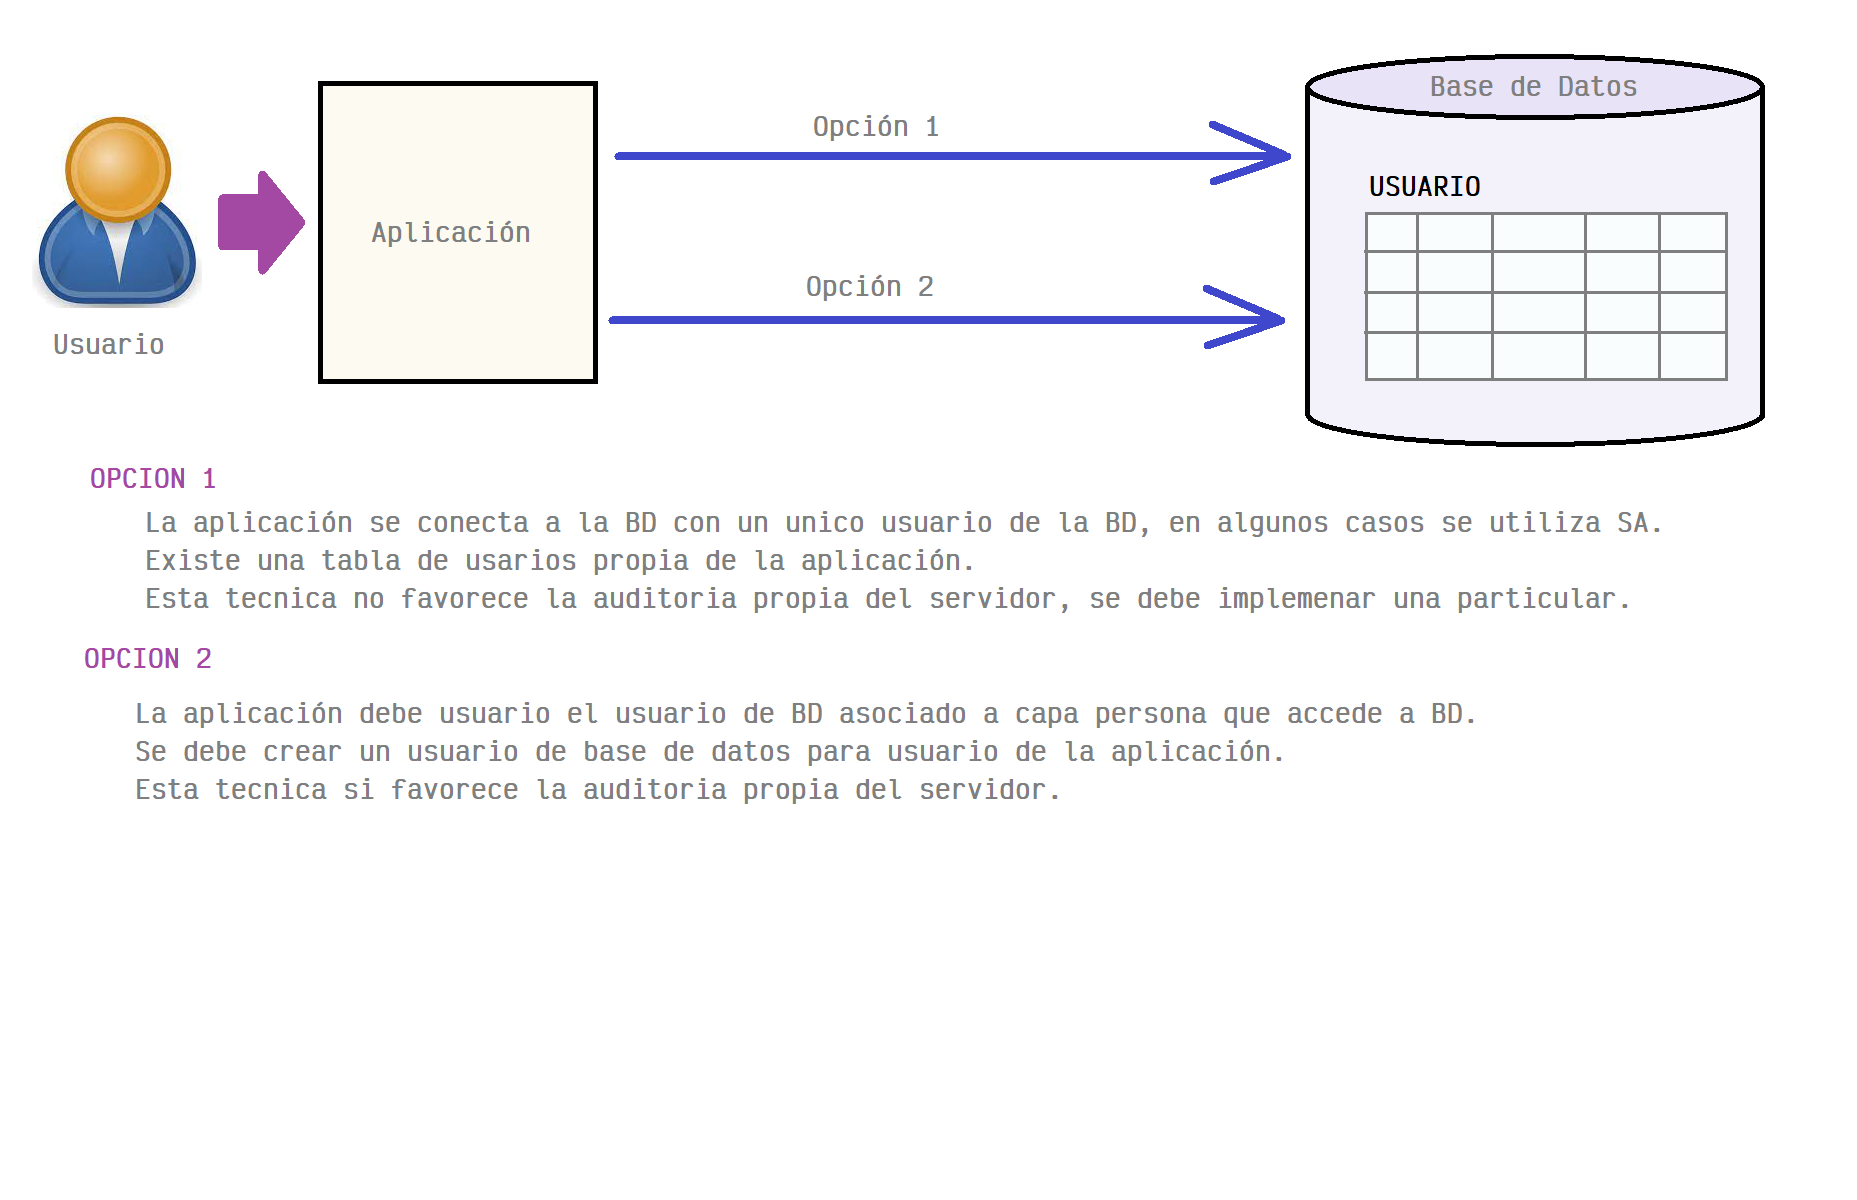 Base de Datos
Opción 1
USUARIO
Aplicación
Opción 2
Usuario
OPCION 1
La aplicación se conecta a la BD con un unico usuario de la BD, en algunos casos se utiliza SA.
Existe una tabla de usarios propia de la aplicación.
Esta tecnica no favorece la auditoria propia del servidor, se debe implemenar una particular.
OPCION 2
La aplicación debe usuario el usuario de BD asociado a capa persona que accede a BD.
Se debe crear un usuario de base de datos para usuario de la aplicación.
Esta tecnica si favorece la auditoria propia del servidor.